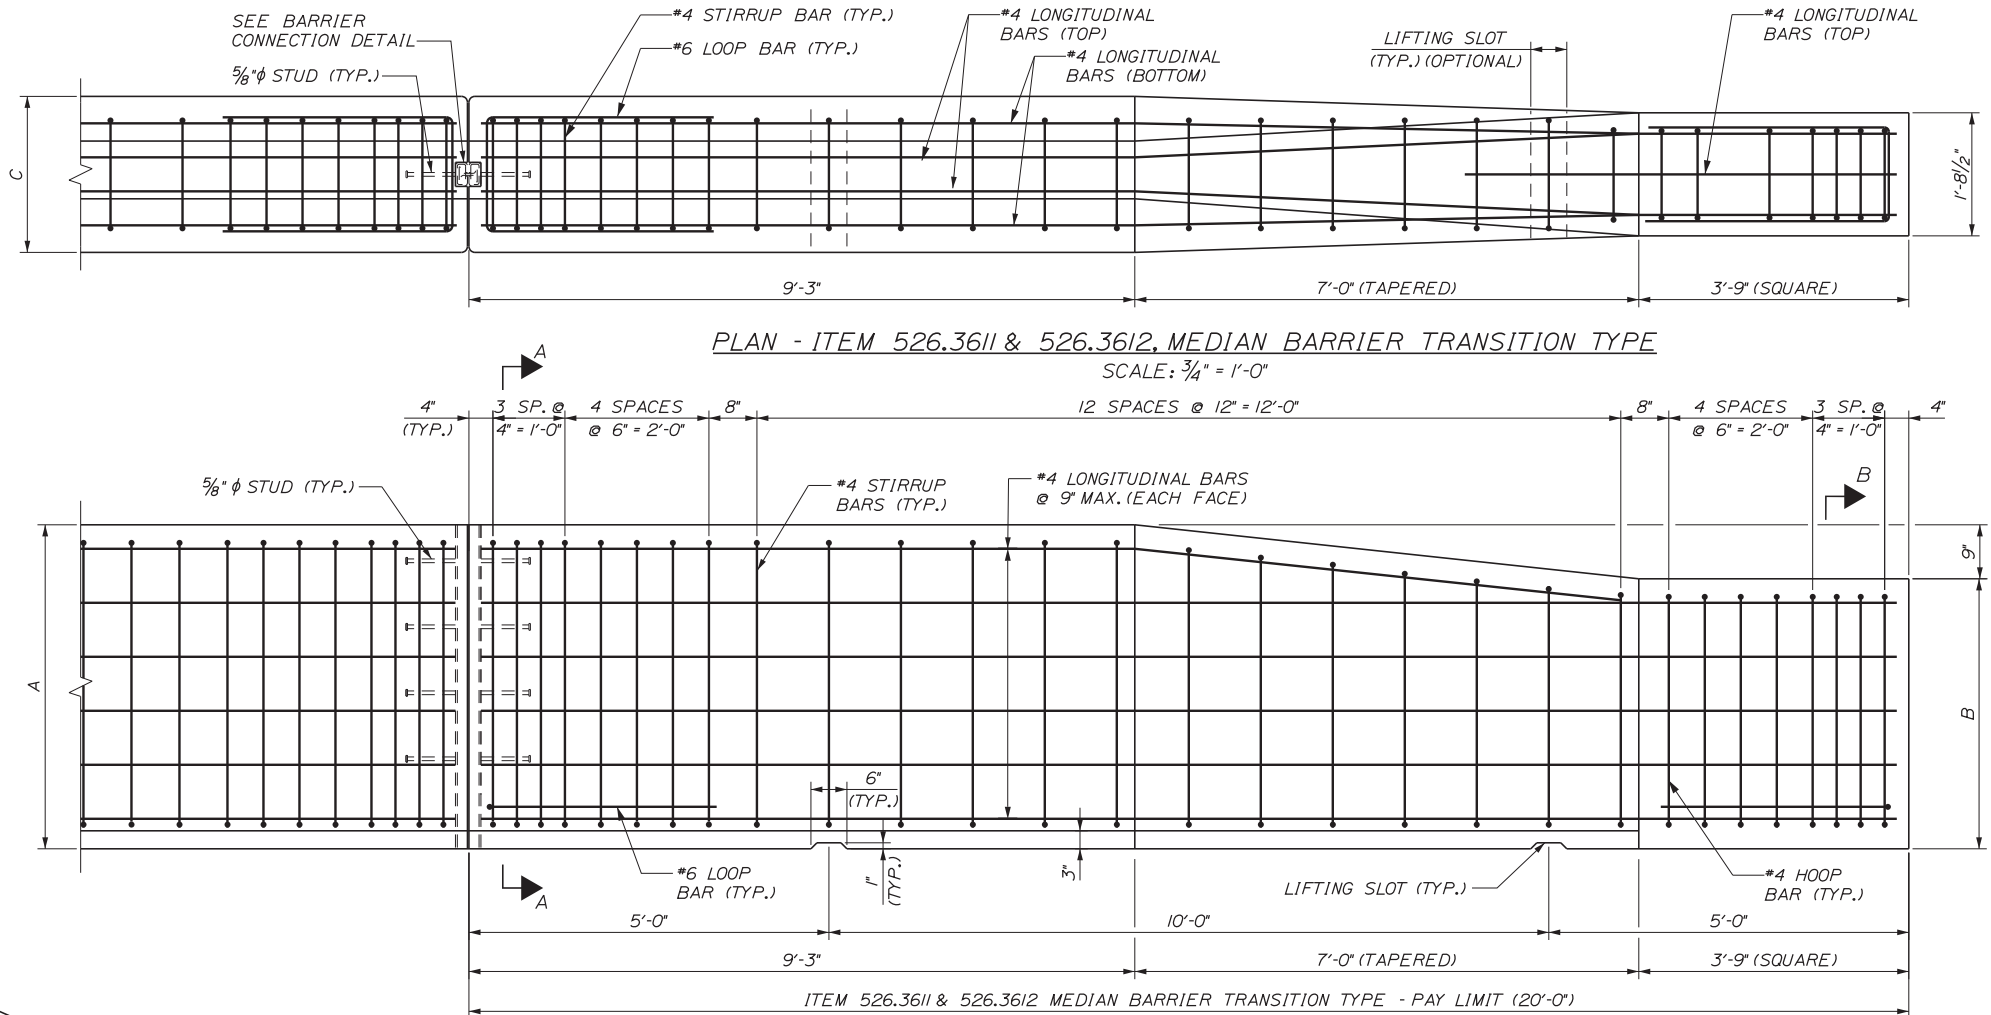 SEE BARRIER
CONNECTION DETAIL
⅝"φ STUD (TYP.)
#4 STIRRUP BAR (TYP.)
#6 LOOP BAR (TYP.)
#4 LONGITUDINAL
BARS (TOP)
#4 LONGITUDINAL
BARS (BOTTOM)
LIFTING SLOT
(TYP.) (OPTIONAL)
#4 LONGITUDINAL
BARS (TOP)
C
1'-8½"
9'-3"
7'-0" (TAPERED)
3'-9" (SQUARE)
PLAN - ITEM 526.3611 & 526.3612, MEDIAN BARRIER TRANSITION TYPE
SCALE: ¾" = 1'-0"
A
4"
(TYP.)
3 SP. @
4" = 1'-0"
4 SPACES
@ 6" = 2'-0"
8"
12 SPACES @ 12" = 12'-0"
8"
4 SPACES
@ 6" = 2'-0"
3 SP. @
4" = 1'-0"
4"
⅝" φ STUD (TYP.)
#4 STIRRUP
BARS (TYP.)
#4 LONGITUDINAL BARS
@ 9" MAX. (EACH FACE)
B
9"
A
B
6"
(TYP.)
#6 LOOP
BAR (TYP.)
1"
(TYP.)
3"
LIFTING SLOT (TYP.)
#4 HOOP
BAR (TYP.)
A
5'-0"
10'-0"
5'-0"
9'-3"
7'-0" (TAPERED)
3'-9" (SQUARE)
ITEM 526.3611 & 526.3612 MEDIAN BARRIER TRANSITION TYPE - PAY LIMIT (20'-0")